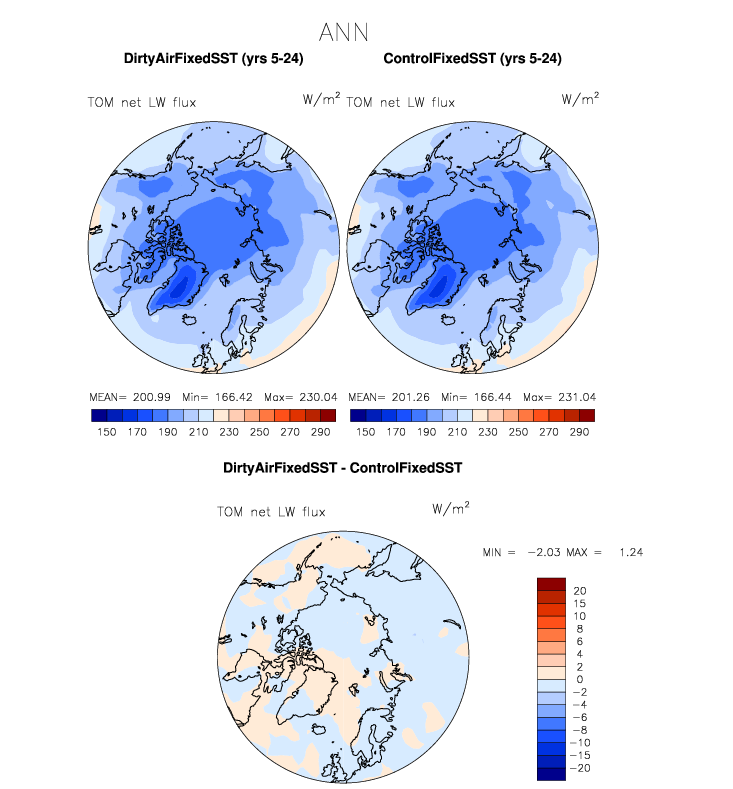 ANN
DirtyAirFixedSST (yrs 5-24) ControlFixedSST (yrs 5-24)
TOM net LW flux W/m² TOM net LW flux W/m²
MEAN= 200.99 Min= 166.42 Max= 230.04 MEAN= 201.26 Min= 166.44 Max= 231.04
150 170 190 210 230 250 270 290 150 170 190 210 230 250 270 290
DirtyAirFixedSST - ControlFixedSST
TOM net LW flux W/m²
MIN = −2.03 MAX = 1.24
20
15
10
8
6
4
2
0
−2
−4
−6
−8
−10
−15
−20